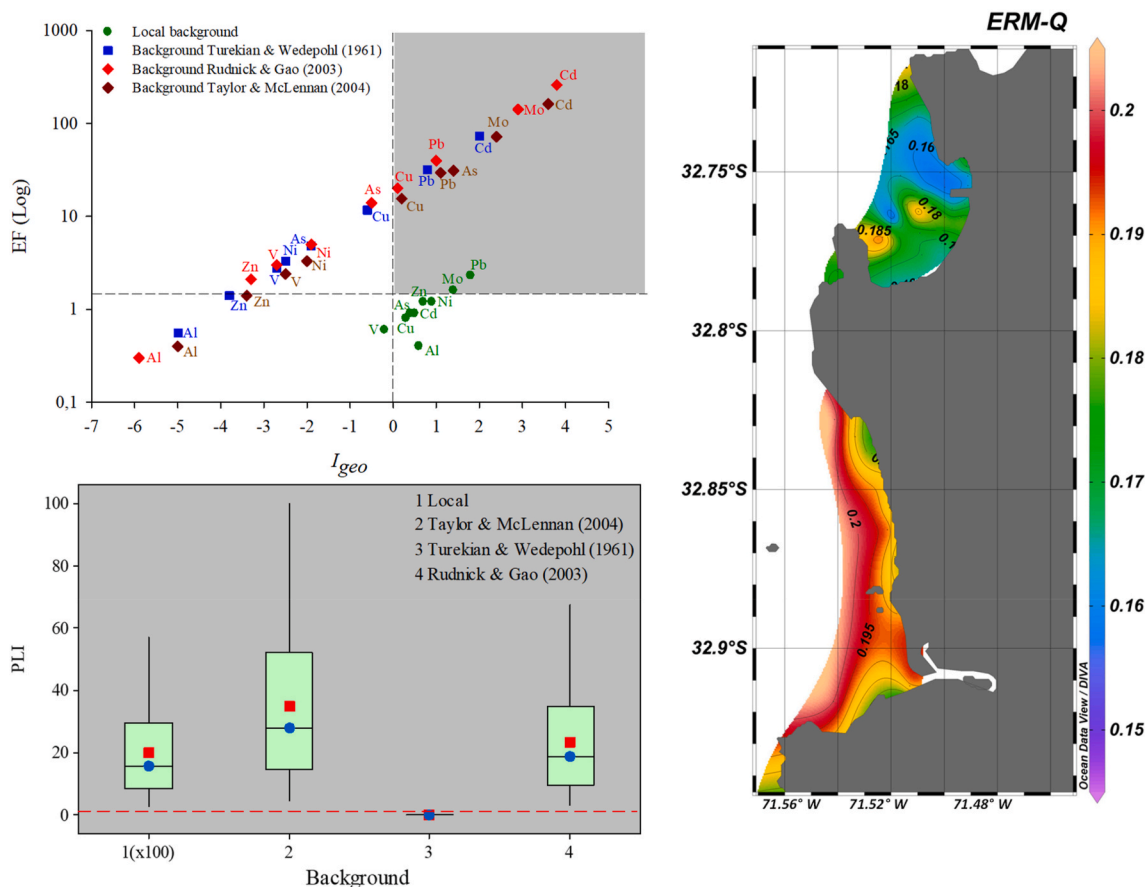 Local background
Background Turekian & Wedepohl (1961)
Background Rudnick & Gao (2003)
Background Taylor & McLennan (2004)
EF (Log)
1000
100
10
1
0,1
Cd
Mo
Cd
Mo
Cd
Pb
Pb
Pb
As
Cu
Cu
As
Cu
As
Ni
Ni
Ni
V
V
V
Zn
Zn
Zn
Al
Al
Al
Pb
Mo
Zn
Ni
As
Cd
Cu
V
Al
-7 -6 -5 -4 -3 -2 -1 0 1 2 3 4 5
Igeo
PLI
100
80
60
40
20
0
1 Local
2 Taylor & McLennan (2004)
3 Turekian & Wedepohl (1961)
4 Rudnick & Gao (2003)
1(x100) 2 3 4
Background
ERM-Q
32.75°S
32.8°S
32.85°S
32.9°S
71.56° W 71.52° W 71.48° W
0.16
0.18
0.185
0.2
0.195
Ocean Data View / DIVA
0.2
0.19
0.18
0.17
0.16
0.15